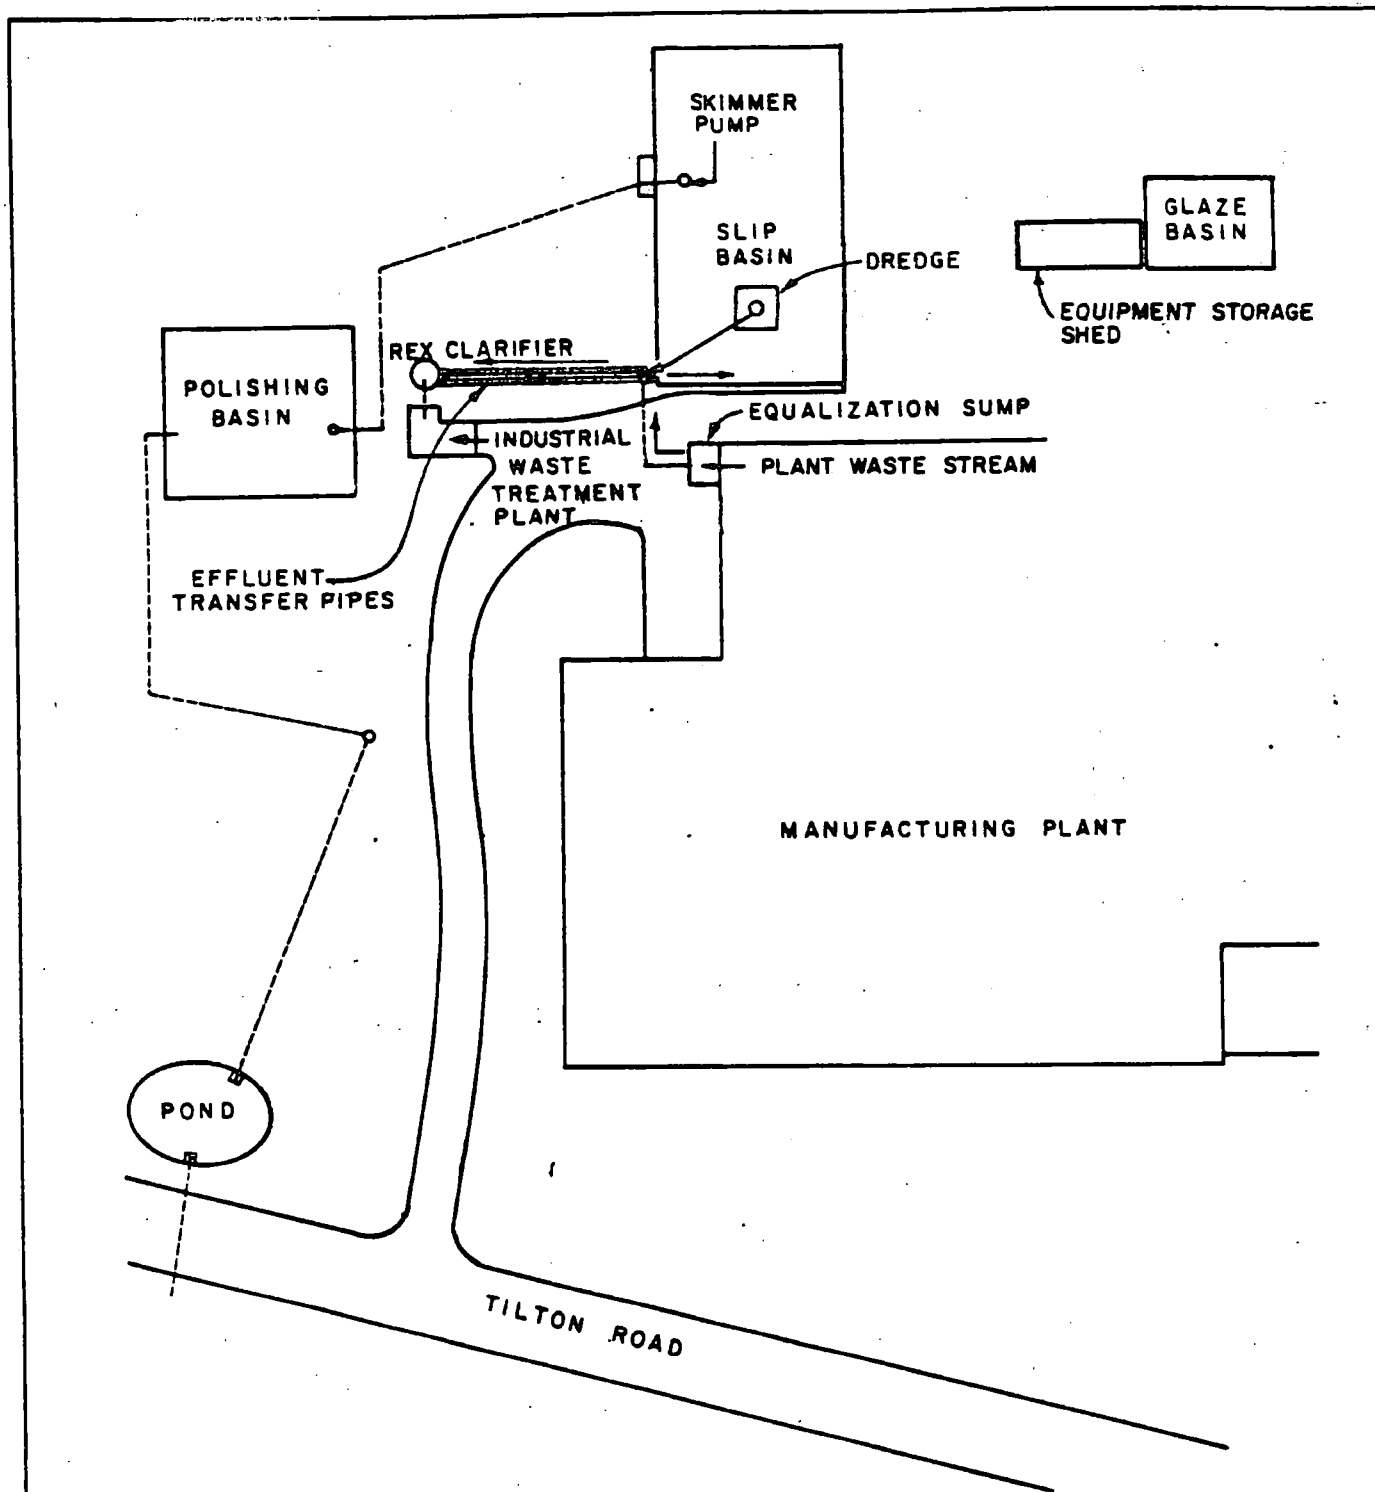 SKIMMER
PUMP
GLAZE
BASIN
SLIP
BASIN
DREDGE
EQUIPMENT STORAGE
SHED
REX CLARIFIER
POLISHING
BASIN
EQUALIZATION SUMP
INDUSTRIAL
WASTE
TREATMENT
PLANT
PLANT WASTE STREAM
EFFLUENT
TRANSFER PIPES
MANUFACTURING PLANT
POND
TILTON ROAD